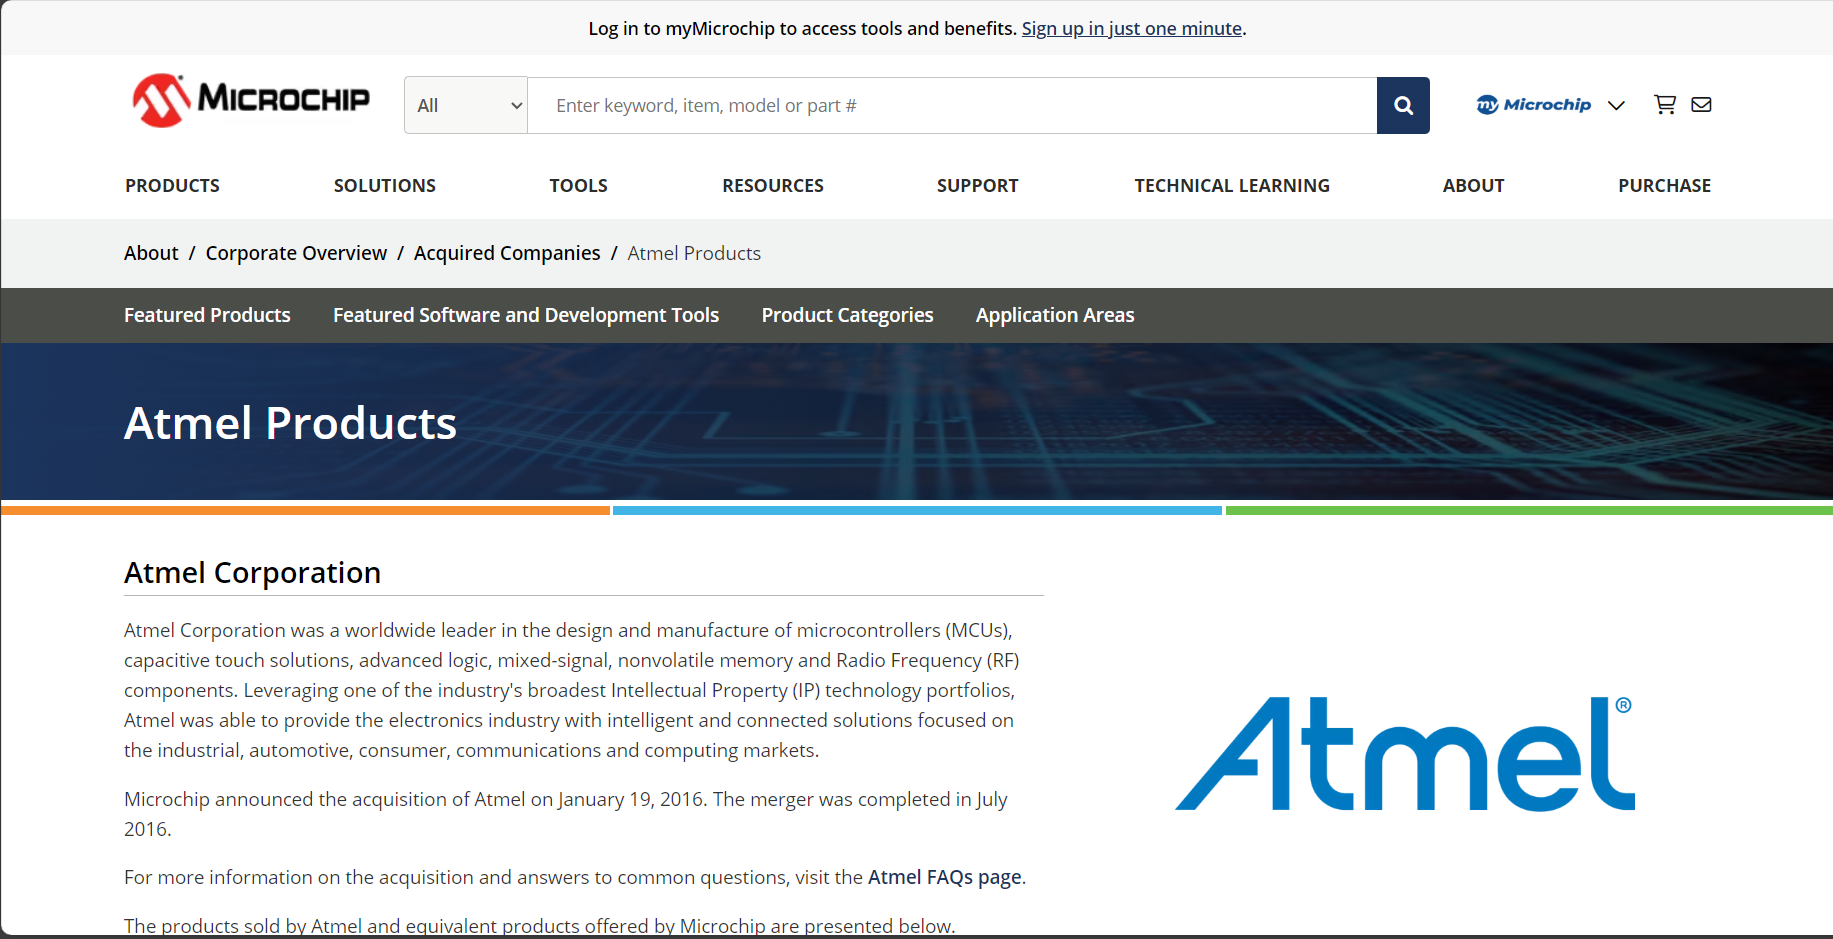 Log in to myMicrochip to access tools and benefits. Sign up in just one minute.
MICROCHIP
All
Enter keyword, item, model or part #
my Microchip
PRODUCTS SOLUTIONS TOOLS RESOURCES SUPPORT TECHNICAL LEARNING ABOUT PURCHASE
About / Corporate Overview / Acquired Companies / Atmel Products
Featured Products Featured Software and Development Tools Product Categories Application Areas
Atmel Products
Atmel Corporation
Atmel Corporation was a worldwide leader in the design and manufacture of microcontrollers (MCUs),
capacitive touch solutions, advanced logic, mixed-signal, nonvolatile memory and Radio Frequency (RF)
components. Leveraging one of the industry's broadest Intellectual Property (IP) technology portfolios,
Atmel was able to provide the electronics industry with intelligent and connected solutions focused on
the industrial, automotive, consumer, communications and computing markets.
Microchip announced the acquisition of Atmel on January 19, 2016. The merger was completed in July
2016.
For more information on the acquisition and answers to common questions, visit the Atmel FAQs page.
The products sold by Atmel and equivalent products offered by Microchip are presented below.
Atmel®